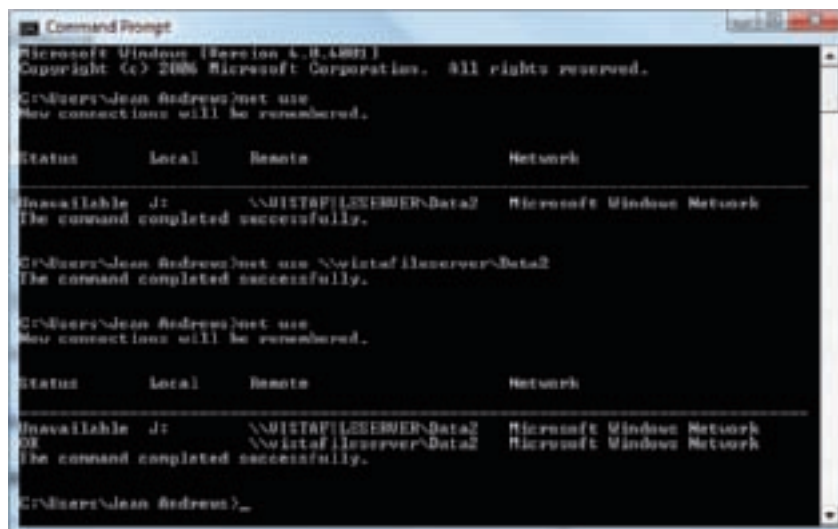 Command Prompt
Microsoft Windows [Version 6.0.6001]
Copyright (c) 2006 Microsoft Corporation.  All rights reserved.
C:\Users\Jean Andrews>net use
New connections will be remembered.
Status       Local     Remote                    Network
Unavailable  J:        \\VISTAFILESERVER\Data2   Microsoft Windows Network
The command completed successfully.
C:\Users\Jean Andrews>net use \\vistafileserver\Data2
The command completed successfully.
C:\Users\Jean Andrews>net use
New connections will be remembered.
Status       Local     Remote                    Network
Unavailable  J:        \\VISTAFILESERVER\Data2   Microsoft Windows Network
OK                     \\vistafileserver\Data2   Microsoft Windows Network
The command completed successfully.
C:\Users\Jean Andrews>_